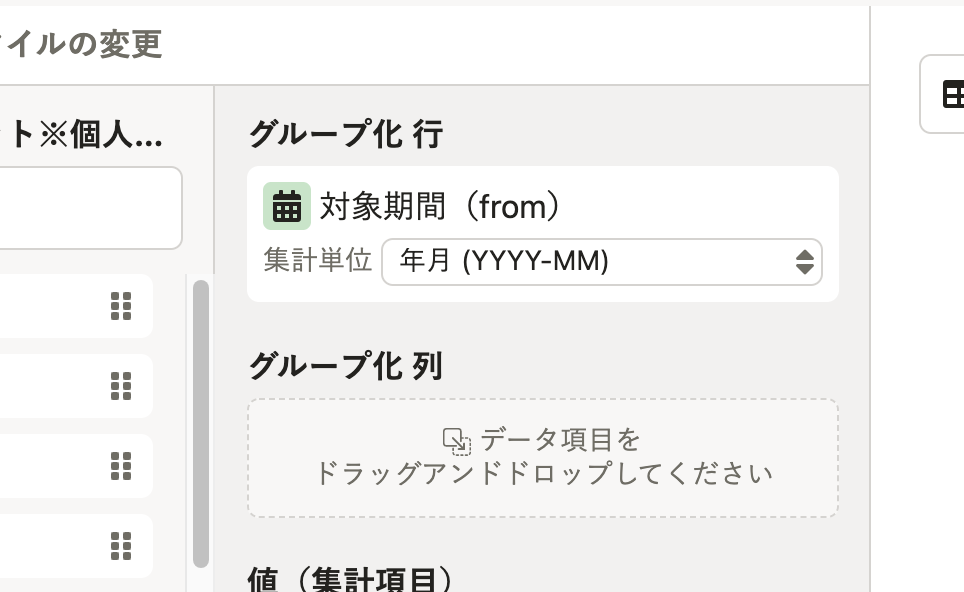 イルの変更
ト※個人...
グループ化 行
対象期間（from）
集計単位 年月 (YYYY-MM)
グループ化 列
データ項目を
ドラッグアンドドロップしてください
値（集計項目）